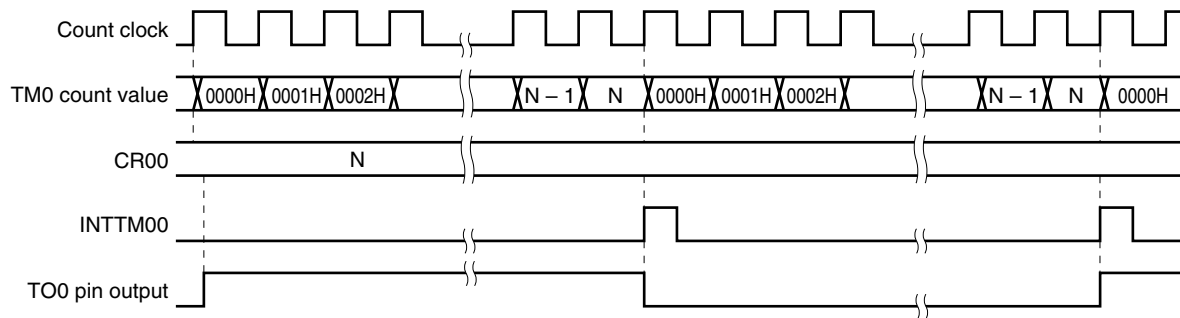 Count clock
TM0 count value 0000H 0001H 0002H N – 1 N 0000H 0001H 0002H N – 1 N 0000H
CR00 N
INTTM00
TO0 pin output